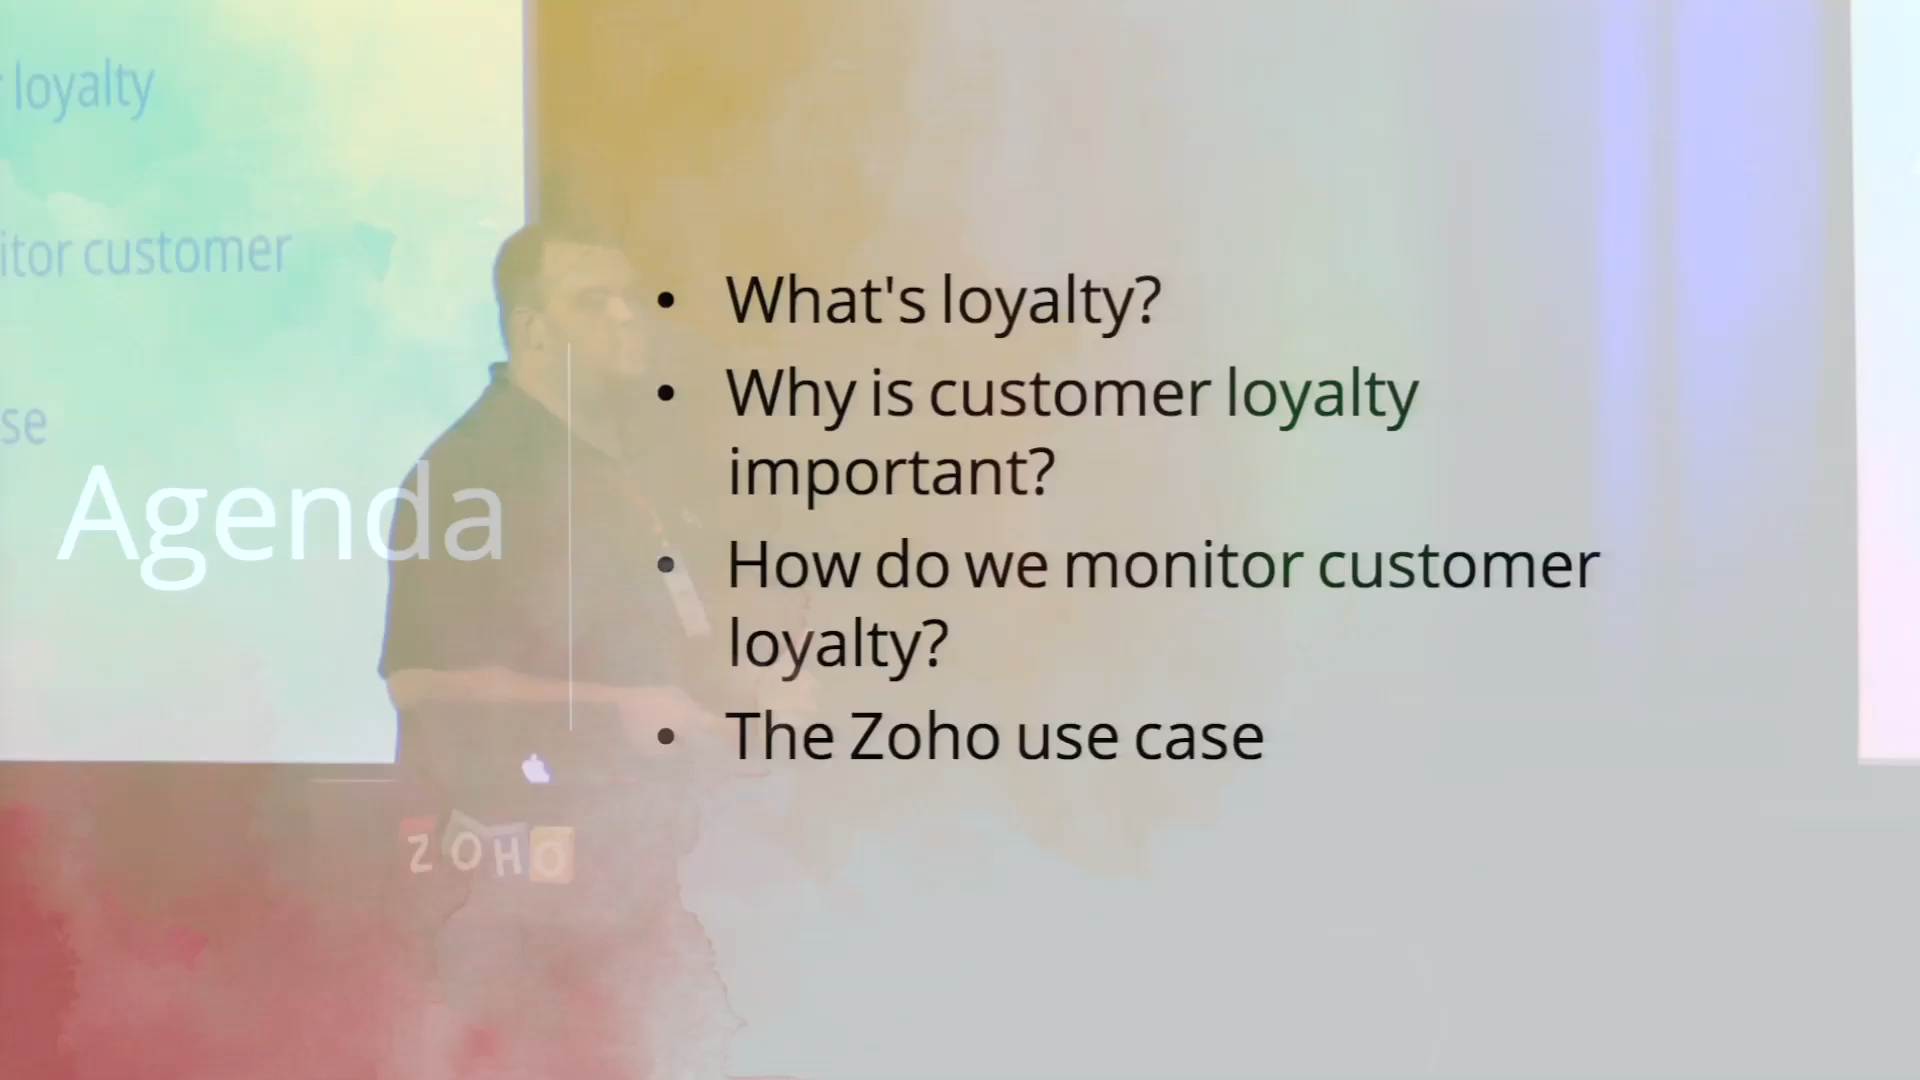 loyalty
itor customer
se
Agenda
• What's loyalty?
• Why is customer loyalty
important?
• How do we monitor customer
loyalty?
• The Zoho use case
ZOHO